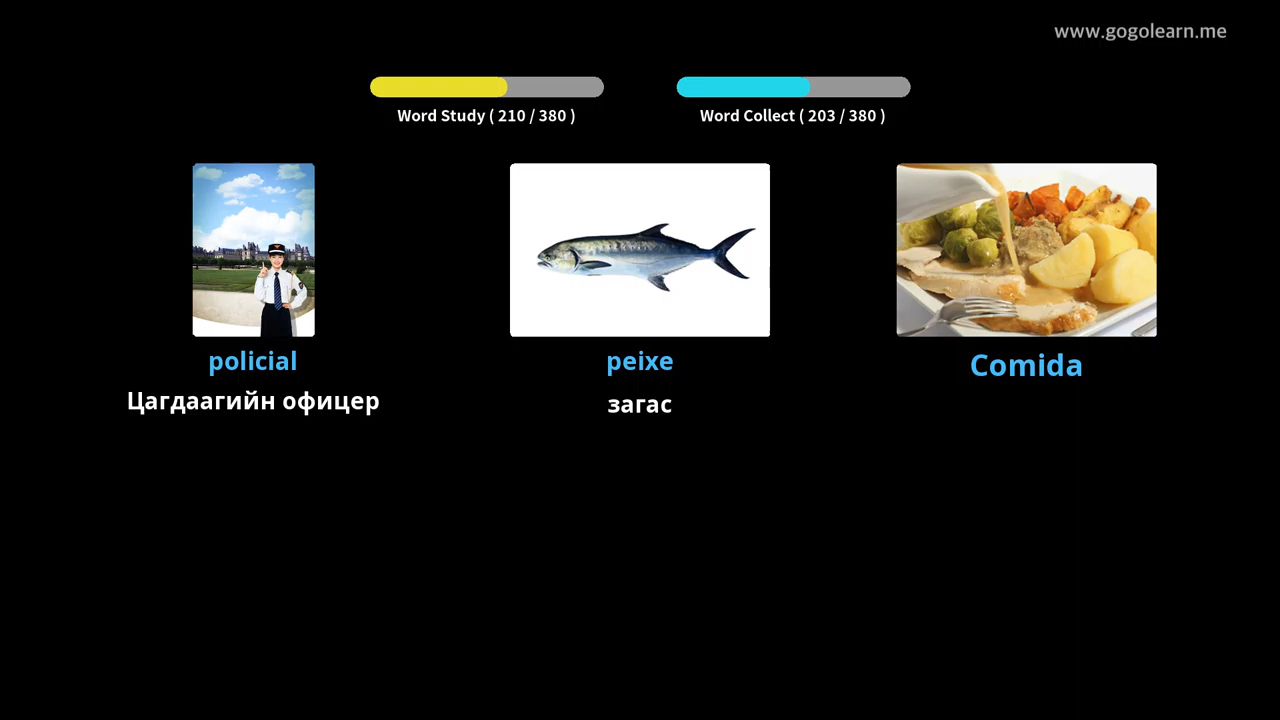 www.gogolearn.me
Word Study ( 210 / 380 )
Word Collect ( 203 / 380 )
policial
peixe
Comida
Цагдаагийн офицер
загас